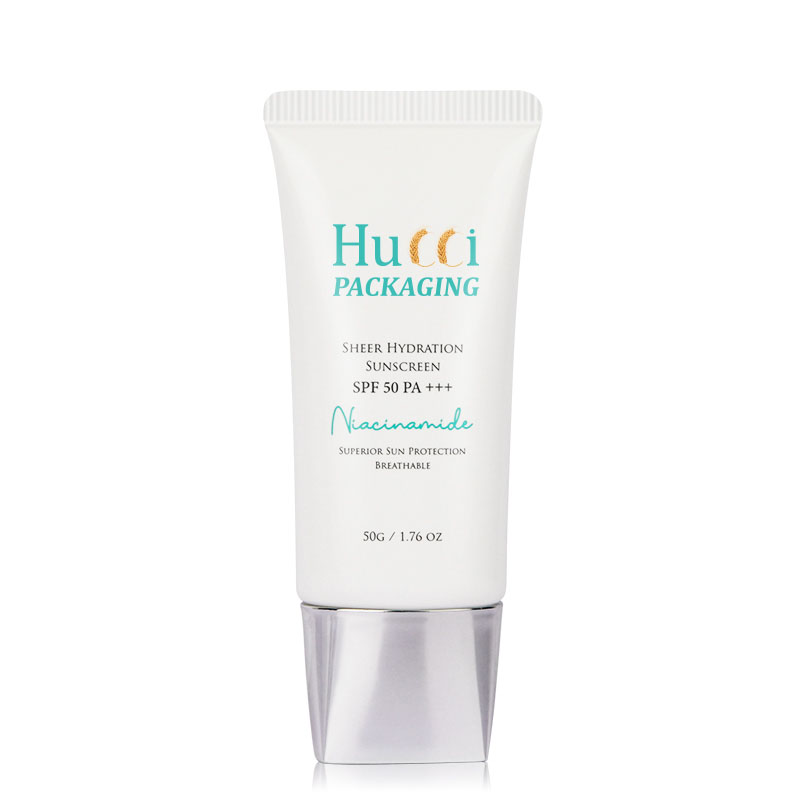 Hucci
PACKAGING
Sheer Hydration
Sunscreen
SPF 50 PA +++
Niacinamide
Superior Sun Protection
Breathable
50g / 1.76 oz